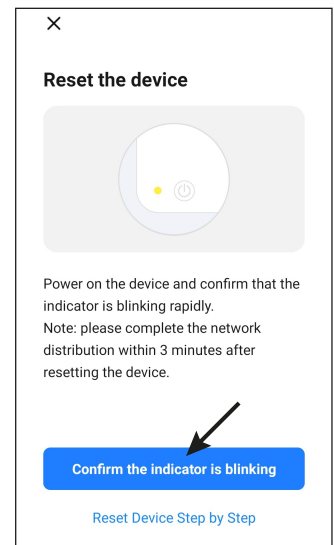 Reset the device
Power on the device and confirm that the
indicator is blinking rapidly.
Note: please complete the network
distribution within 3 minutes after
resetting the device.
Confirm the indicator is blinking
Reset Device Step by Step